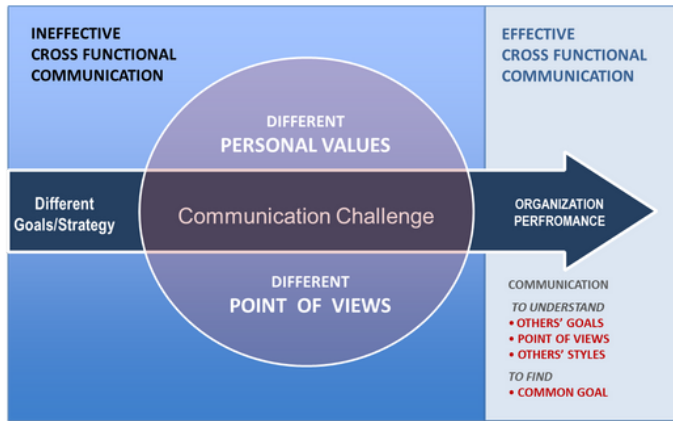 INEFFECTIVE
CROSS FUNCTIONAL
COMMUNICATION
EFFECTIVE
CROSS FUNCTIONAL
COMMUNICATION
DIFFERENT
PERSONAL VALUES
Different
Goals/Strategy
Communication Challenge
ORGANIZATION
PERFROMANCE
DIFFERENT
POINT OF VIEWS
COMMUNICATION
TO UNDERSTAND
• OTHERS' GOALS
• POINT OF VIEWS
• OTHERS' STYLES
TO FIND
• COMMON GOAL